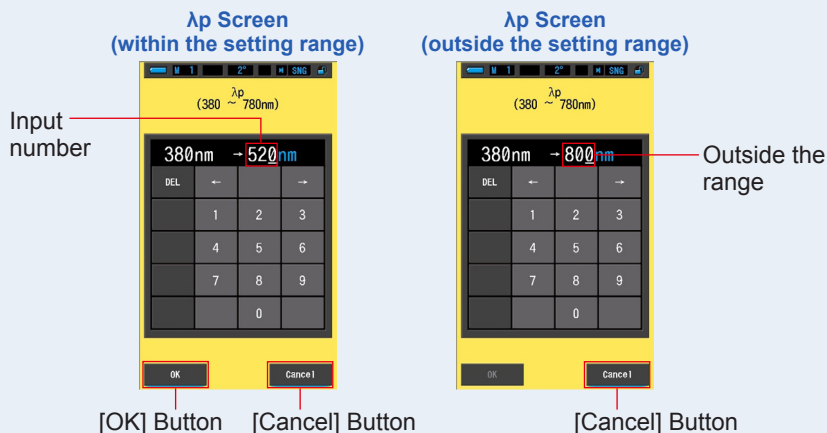 λp Screen
(within the setting range)
M 1 2° SNG
λp
(380 ~ 780nm)
Input
number
380nm →520nm
DEL ← →
1 2 3
4 5 6
7 8 9
0
OK Cancel
[OK] Button [Cancel] Button
λp Screen
(outside the setting range)
M 1 2° SNG
λp
(380 ~ 780nm)
380nm →800nm
Outside the
range
DEL ← →
1 2 3
4 5 6
7 8 9
0
OK Cancel
[Cancel] Button